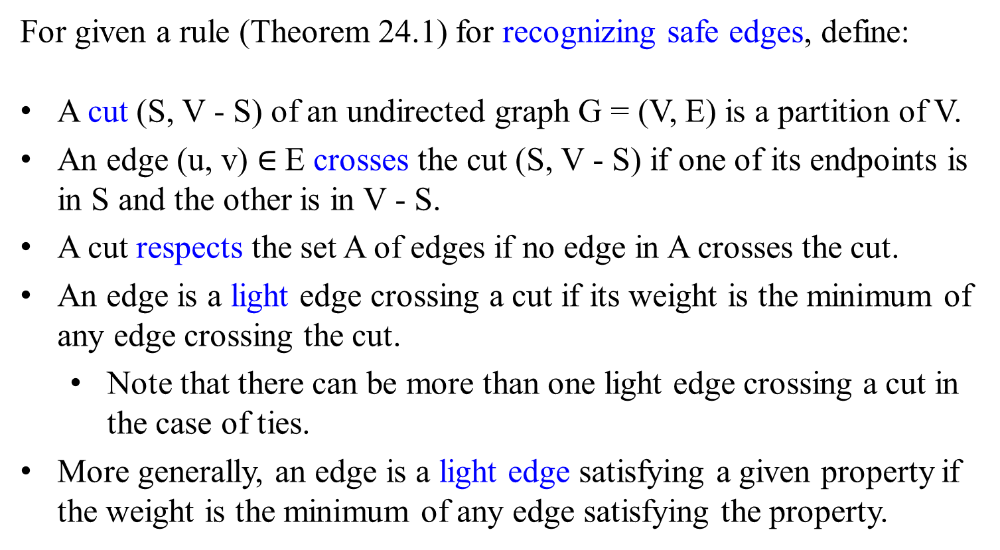 For given a rule (Theorem 24.1) for recognizing safe edges, define:
• A cut (S, V - S) of an undirected graph G = (V, E) is a partition of V.
• An edge (u, v) ∈ E crosses the cut (S, V - S) if one of its endpoints is
in S and the other is in V - S.
• A cut respects the set A of edges if no edge in A crosses the cut.
• An edge is a light edge crossing a cut if its weight is the minimum of
any edge crossing the cut.
• Note that there can be more than one light edge crossing a cut in
the case of ties.
• More generally, an edge is a light edge satisfying a given property if
the weight is the minimum of any edge satisfying the property.